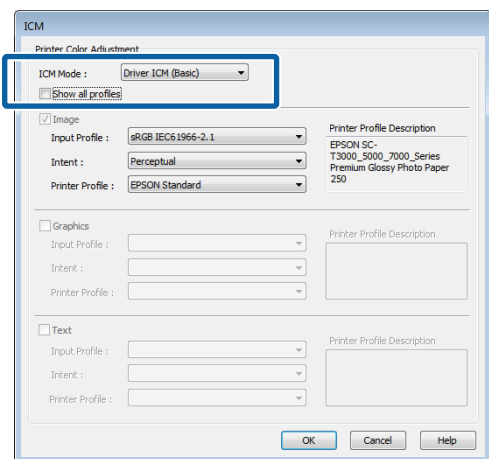 ICM
Printer Color Adjustment
ICM Mode : Driver ICM (Basic)
Show all profiles
Image
Printer Profile Description
Input Profile : sRGB IEC61966-2.1
EPSON SC-
T3000_5000_7000_Series
Premium Glossy Photo Paper
250
Intent : Perceptual
Printer Profile : EPSON Standard
Graphics
Printer Profile Description
Input Profile :
Intent :
Printer Profile :
Text
Printer Profile Description
Input Profile :
Intent :
Printer Profile :
OK Cancel Help